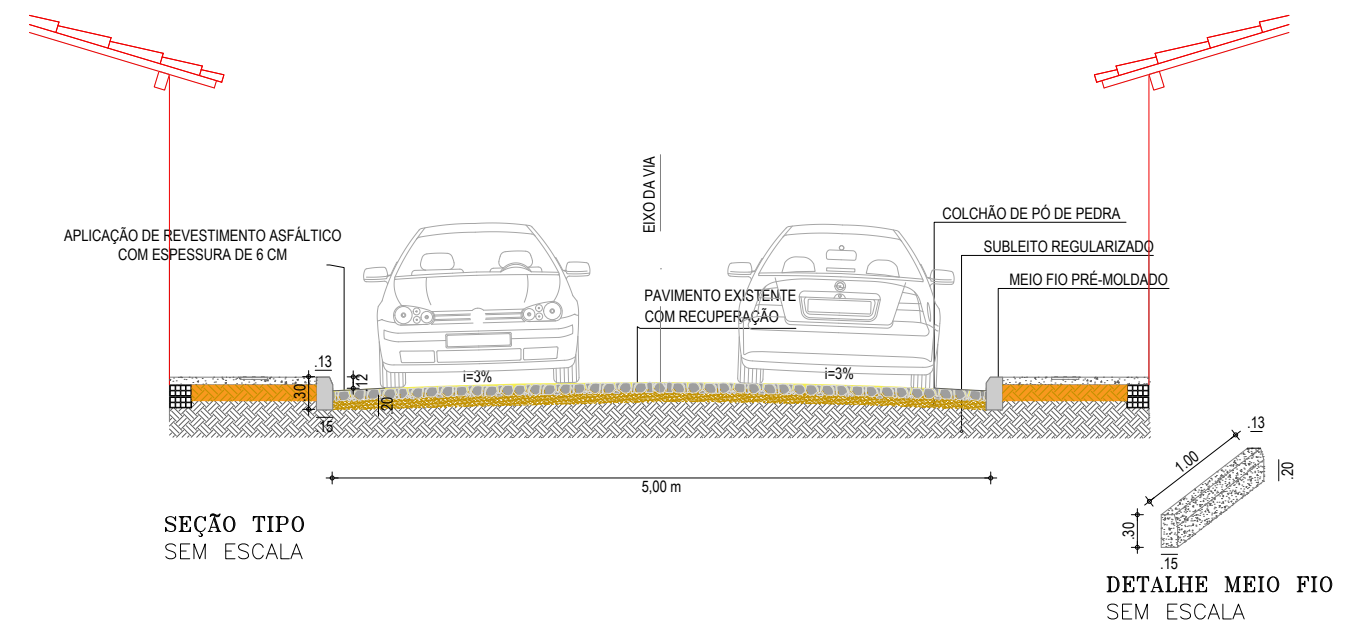 EIXO DA VIA
COLCHÃO DE PÓ DE PEDRA
APLICAÇÃO DE REVESTIMENTO ASFÁLTICO
COM ESPESSURA DE 6 CM
SUBLEITO REGULARIZADO
MEIO FIO PRÉ-MOLDADO
PAVIMENTO EXISTENTE
COM RECUPERAÇÃO
.13
.30
12
i=3%
i=3%
20
.15
5,00 m
.13
1.00
.20
.30
.15
SEÇÃO TIPO
SEM ESCALA
DETALHE MEIO FIO
SEM ESCALA